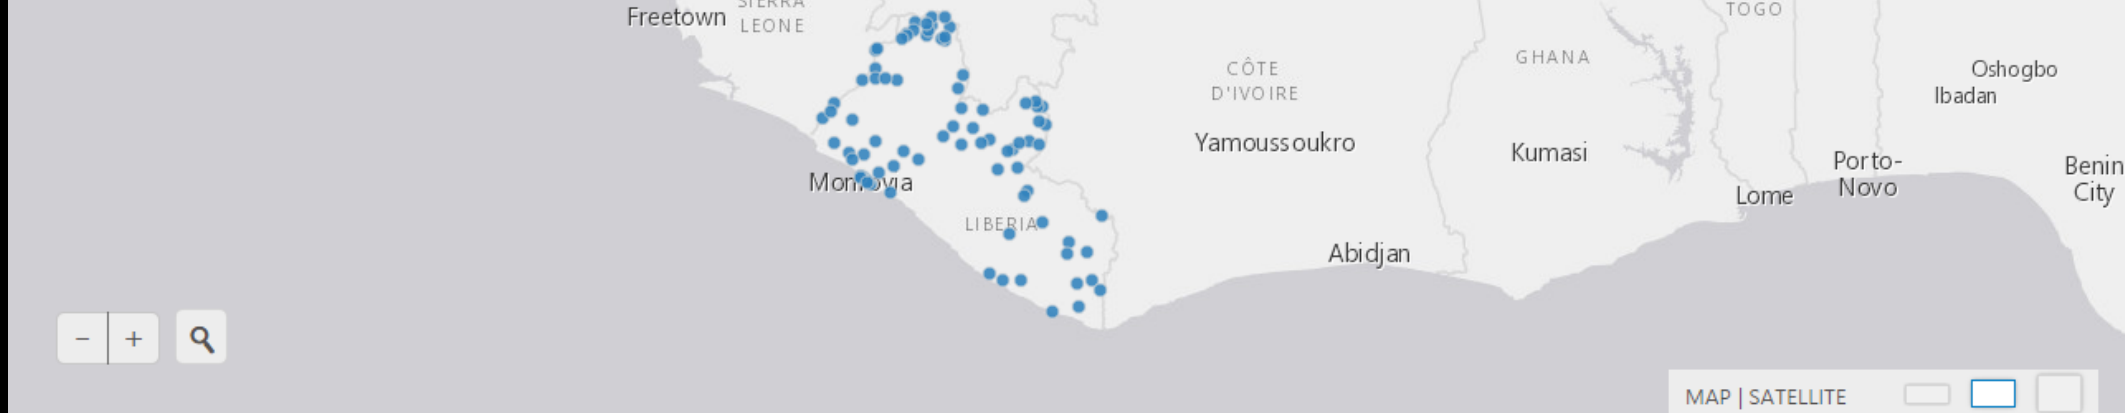 SIERRA
LEONE
Freetown
TOGO
GHANA
CÔTE
D'IVOIRE
Oshogbo
Ibadan
Yamoussoukro
Kumasi
Porto-
Novo
Benin
City
Monrovia
Lome
LIBERIA
Abidjan
− +
MAP | SATELLITE